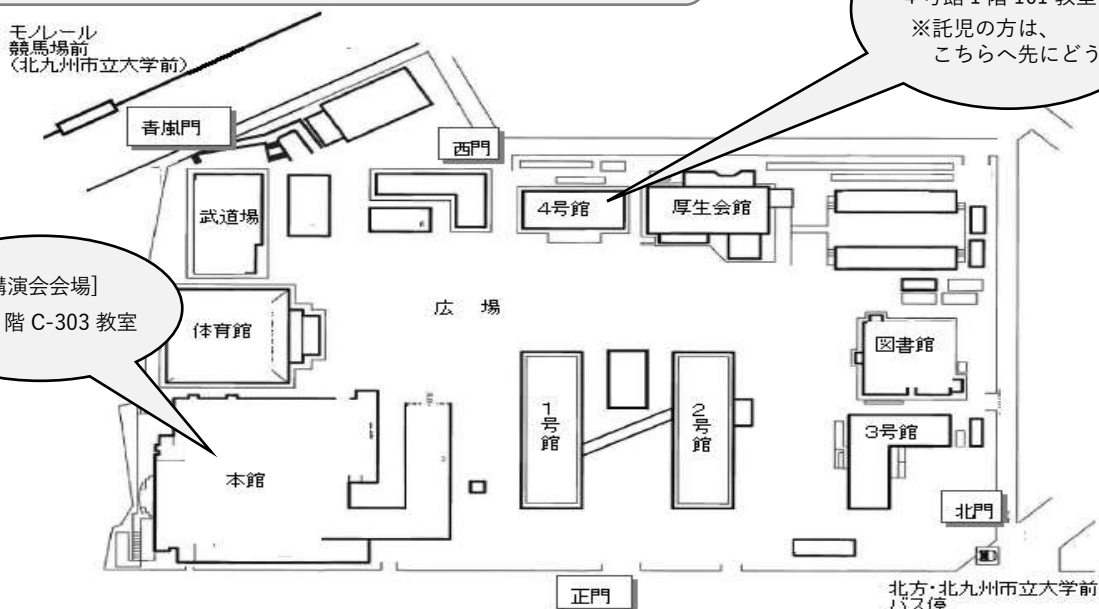 モノレール
競馬場前
(北九州市立大学前)
4号館1階101教室
※託児の方は、
こちらへ先にどう
青嵐門
西門
武道場
4号館
厚生会館
講演会会場]
階 C-303 教室
体育館
広 場
図書館
1号館
2号館
3号館
本館
北門
正門
北方・北九州市立大学前
バス停